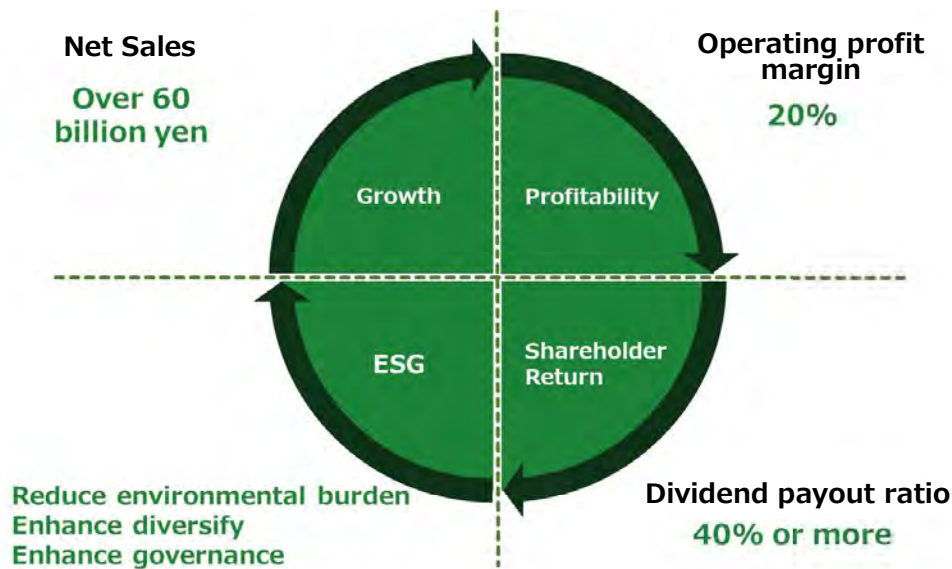 Net Sales
Over 60
billion yen
Operating profit
margin
20%
Growth
Profitability
ESG
Shareholder
Return
Reduce environmental burden
Enhance diversify
Enhance governance
Dividend payout ratio
40% or more